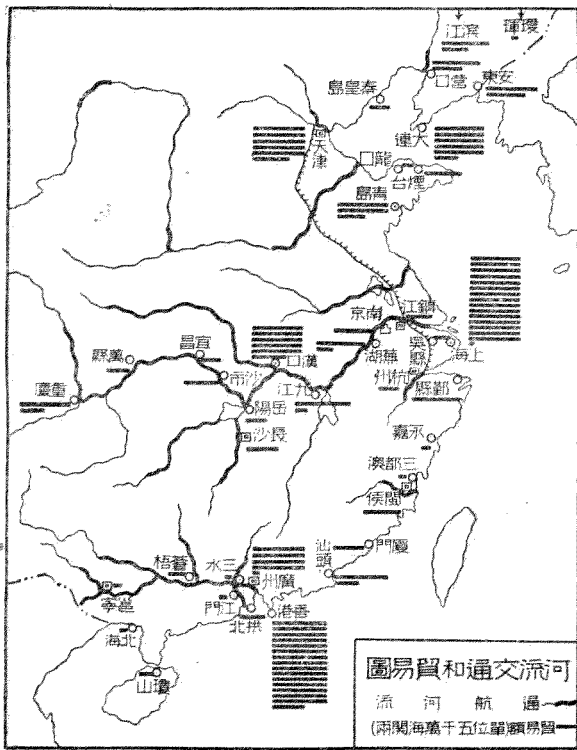 璦琿
濱江
安東
營口
秦皇島
大連
天津
龍口
煙台
青島
鎮江
南京
吳縣
上海
蕪湖
杭州
鄞縣
宜昌
萬縣
漢口
沙市
重慶
九江
岳陽
長沙
永嘉
三都澳
閩侯
廈門
汕頭
三水
蒼梧
廣州
江門
拱北
香港
邕寧
北海
瓊山
河流交通和貿易圖
通航河流
貿易額(單位五千萬海関兩)